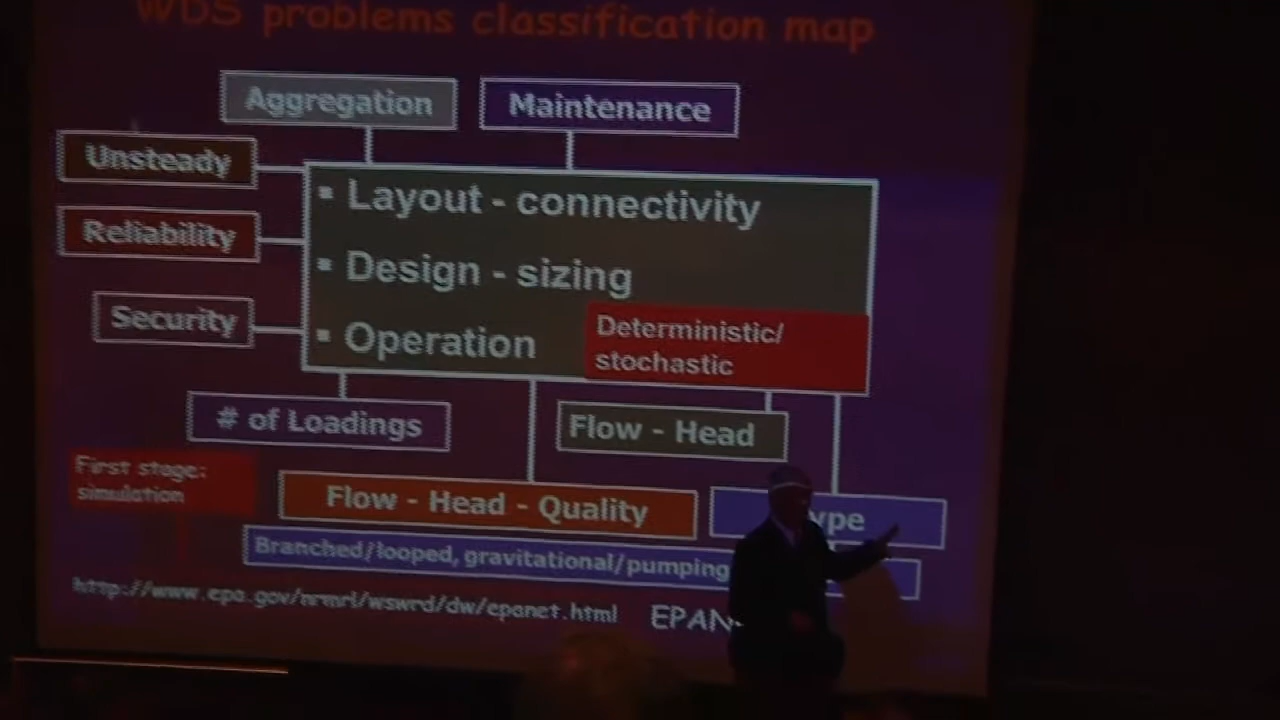 WDS problems classification map
Aggregation
Maintenance
Unsteady
Reliability
Security
▪ Layout - connectivity
▪ Design - sizing
▪ Operation
Deterministic/
stochastic
# of Loadings
Flow - Head
First stage:
simulation
Flow - Head - Quality
ype
Branched/looped, gravitational/pumping
http://www.epa.gov/nrmrl/wswrd/dw/epanet.html
EPAN